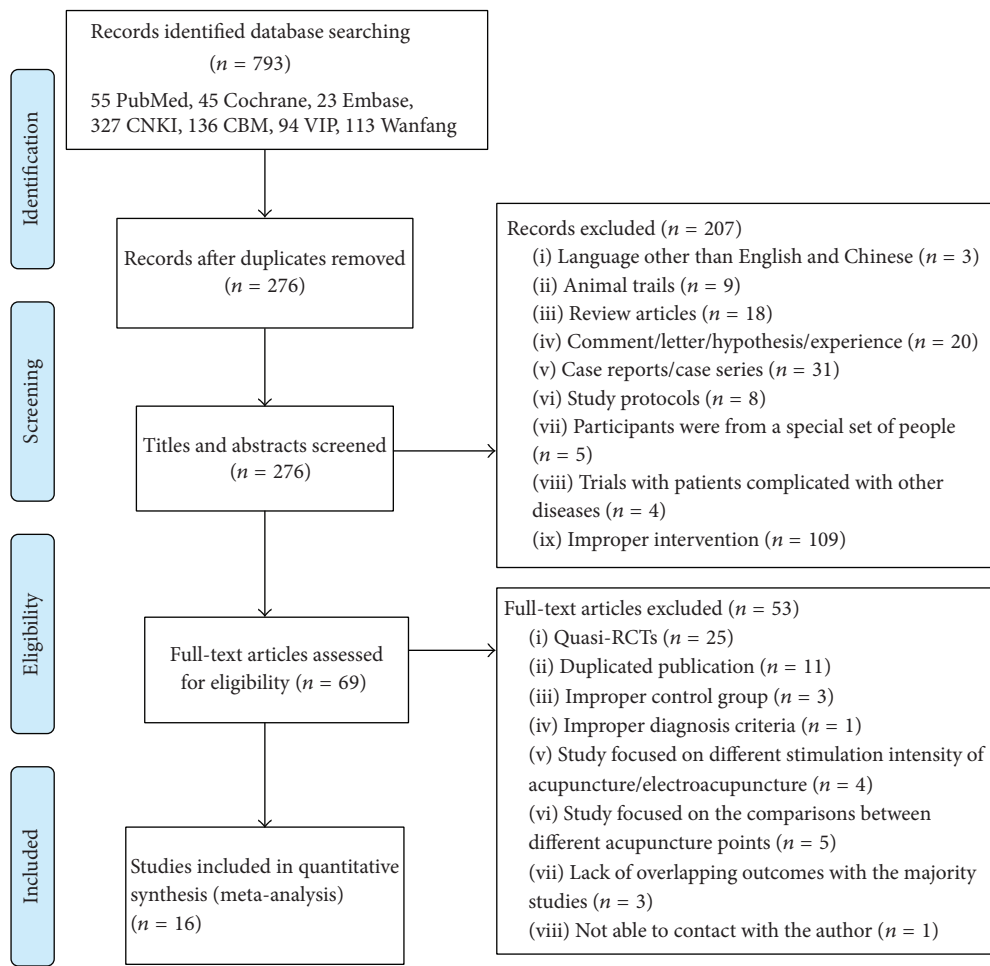 Records identified database searching
(n = 793)
55 PubMed, 45 Cochrane, 23 Embase,
327 CNKI, 136 CBM, 94 VIP, 113 Wanfang
Identification
Records after duplicates removed
(n = 276)
Records excluded (n = 207)
(i) Language other than English and Chinese (n = 3)
(ii) Animal trails (n = 9)
(iii) Review articles (n = 18)
(iv) Comment/letter/hypothesis/experience (n = 20)
(v) Case reports/case series (n = 31)
(vi) Study protocols (n = 8)
(vii) Participants were from a special set of people
(n = 5)
(viii) Trials with patients complicated with other
diseases (n = 4)
(ix) Improper intervention (n = 109)
Screening
Titles and abstracts screened
(n = 276)
Eligibility
Full-text articles assessed
for eligibility (n = 69)
Full-text articles excluded (n = 53)
(i) Quasi-RCTs (n = 25)
(ii) Duplicated publication (n = 11)
(iii) Improper control group (n = 3)
(iv) Improper diagnosis criteria (n = 1)
(v) Study focused on different stimulation intensity of
acupuncture/electroacupuncture (n = 4)
(vi) Study focused on the comparisons between
different acupuncture points (n = 5)
(vii) Lack of overlapping outcomes with the majority
studies (n = 3)
(viii) Not able to contact with the author (n = 1)
Included
Studies included in quantitative
synthesis (meta-analysis)
(n = 16)